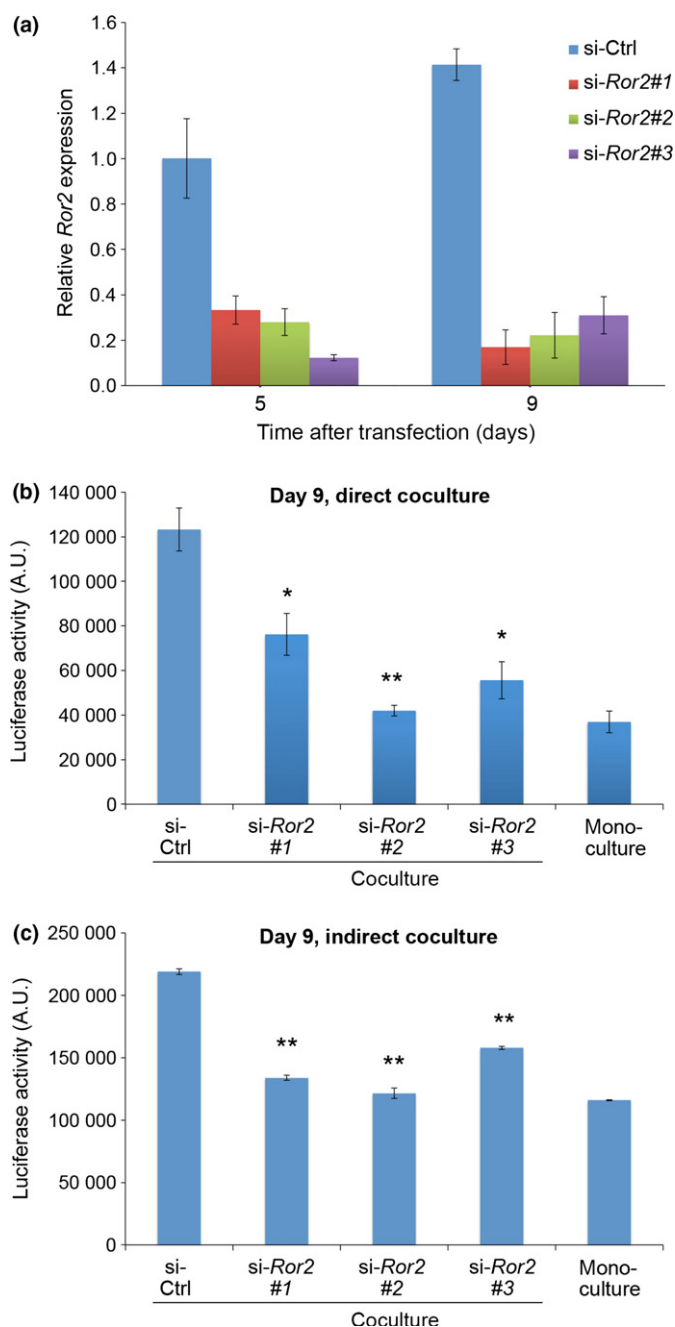 (a)
1.6
1.4
1.2
1.0
0.8
0.6
0.4
0.2
0.0
Relative Ror2 expression
si-Ctrl
si-Ror2#1
si-Ror2#2
si-Ror2#3
5
9
Time after transfection (days)
(b)
Day 9, direct coculture
140 000
120 000
100 000
80 000
60 000
40 000
20 000
0
Luciferase activity (A.U.)
*
**
*
si-
Ctrl
si-Ror2
#1
si-Ror2
#2
si-Ror2
#3
Mono-
culture
Coculture
(c)
Day 9, indirect coculture
250 000
200 000
150 000
100 000
50 000
0
Luciferase activity (A.U.)
**
**
**
si-
Ctrl
si-Ror2
#1
si-Ror2
#2
si-Ror2
#3
Mono-
culture
Coculture